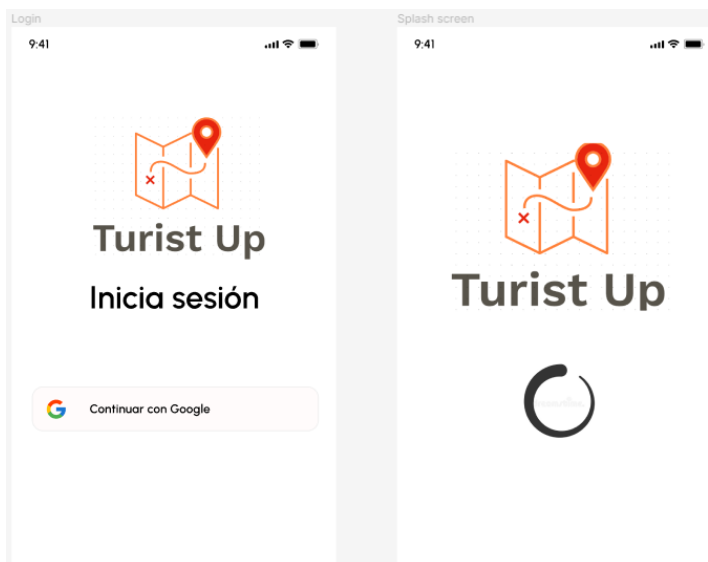 Login
9:41
Turist Up
Inicia sesión
Continuar con Google
Splash screen
9:41
Turist Up